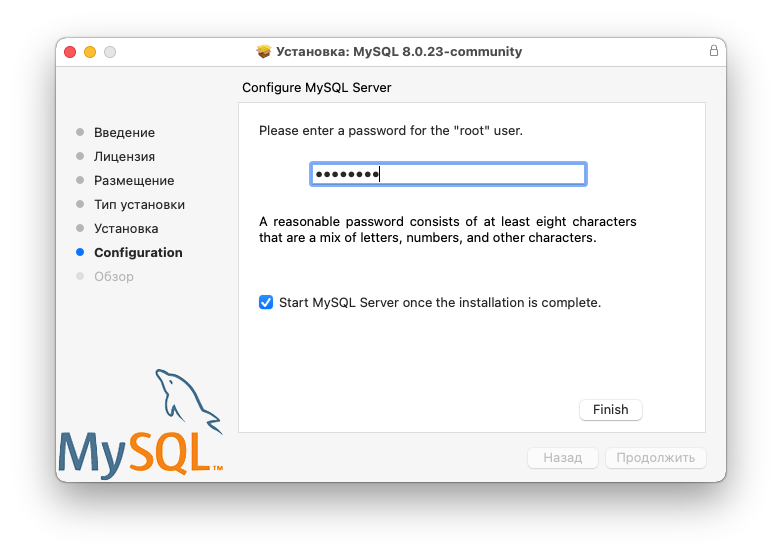 Установка: MySQL 8.0.23-community
Configure MySQL Server
Введение
Лицензия
Размещение
Тип установки
Установка
Configuration
Обзор
Please enter a password for the "root" user.
••••••••
A reasonable password consists of at least eight characters
that are a mix of letters, numbers, and other characters.
Start MySQL Server once the installation is complete.
Finish
MySQL™
Назад
Продолжить